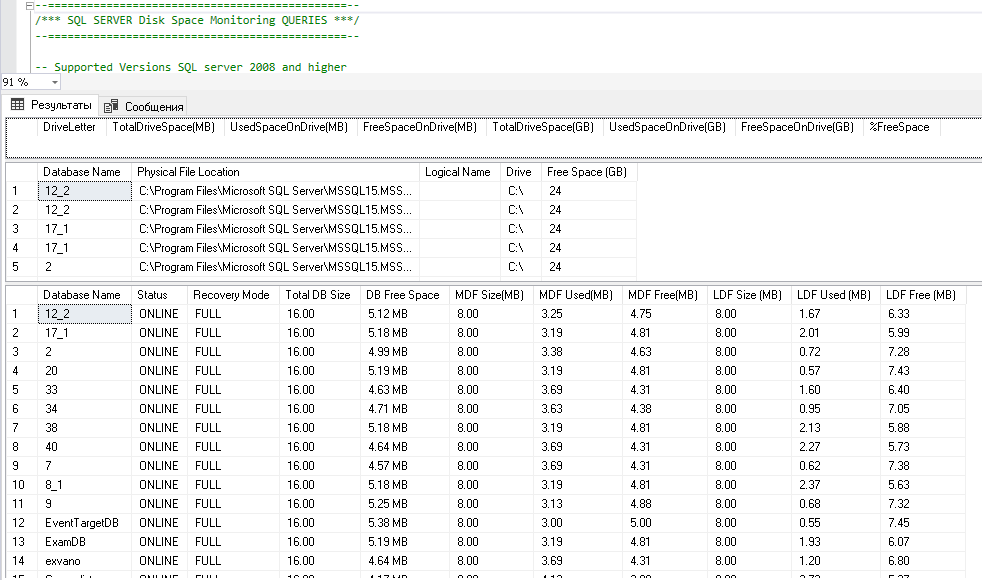 --===============================================--
/*** SQL SERVER Disk Space Monitoring QUERIES ***/
--===============================================--
-- Supported Versions SQL server 2008 and higher
91 %
Результаты Сообщения
DriveLetter TotalDriveSpace(MB) UsedSpaceOnDrive(MB) FreeSpaceOnDrive(MB) TotalDriveSpace(GB) UsedSpaceOnDrive(GB) FreeSpaceOnDrive(GB) %FreeSpace
Database Name Physical File Location Logical Name Drive Free Space (GB)
1 12_2 C:\Program Files\Microsoft SQL Server\MSSQL15.MSS... C:\ 24
2 12_2 C:\Program Files\Microsoft SQL Server\MSSQL15.MSS... C:\ 24
3 17_1 C:\Program Files\Microsoft SQL Server\MSSQL15.MSS... C:\ 24
4 17_1 C:\Program Files\Microsoft SQL Server\MSSQL15.MSS... C:\ 24
5 2 C:\Program Files\Microsoft SQL Server\MSSQL15.MSS... C:\ 24
Database Name Status Recovery Mode Total DB Size DB Free Space MDF Size(MB) MDF Used(MB) MDF Free(MB) LDF Size (MB) LDF Used (MB) LDF Free (MB)
1 12_2 ONLINE FULL 16.00 5.12 MB 8.00 3.25 4.75 8.00 1.67 6.33
2 17_1 ONLINE FULL 16.00 5.18 MB 8.00 3.19 4.81 8.00 2.01 5.99
3 2 ONLINE FULL 16.00 4.99 MB 8.00 3.38 4.63 8.00 0.72 7.28
4 20 ONLINE FULL 16.00 5.19 MB 8.00 3.19 4.81 8.00 0.57 7.43
5 33 ONLINE FULL 16.00 4.63 MB 8.00 3.69 4.31 8.00 1.60 6.40
6 34 ONLINE FULL 16.00 4.71 MB 8.00 3.63 4.38 8.00 0.95 7.05
7 38 ONLINE FULL 16.00 5.18 MB 8.00 3.19 4.81 8.00 2.13 5.88
8 40 ONLINE FULL 16.00 4.64 MB 8.00 3.69 4.31 8.00 2.27 5.73
9 7 ONLINE FULL 16.00 4.57 MB 8.00 3.69 4.31 8.00 0.62 7.38
10 8_1 ONLINE FULL 16.00 5.18 MB 8.00 3.19 4.81 8.00 2.37 5.63
11 9 ONLINE FULL 16.00 5.25 MB 8.00 3.13 4.88 8.00 0.68 7.32
12 EventTargetDB ONLINE FULL 16.00 5.38 MB 8.00 3.00 5.00 8.00 0.55 7.45
13 ExamDB ONLINE FULL 16.00 5.19 MB 8.00 3.19 4.81 8.00 1.93 6.07
14 exvano ONLINE FULL 16.00 4.64 MB 8.00 3.69 4.31 8.00 1.20 6.80